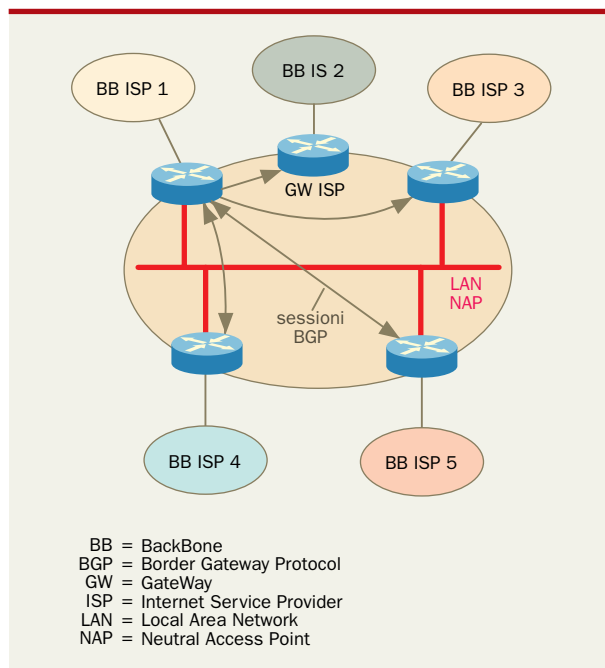 BB ISP 1
BB IS 2
BB ISP 3
GW ISP
LAN
NAP
sessioni
BGP
BB ISP 4
BB ISP 5
BB = BackBone
BGP = Border Gateway Protocol
GW = GateWay
ISP = Internet Service Provider
LAN = Local Area Network
NAP = Neutral Access Point